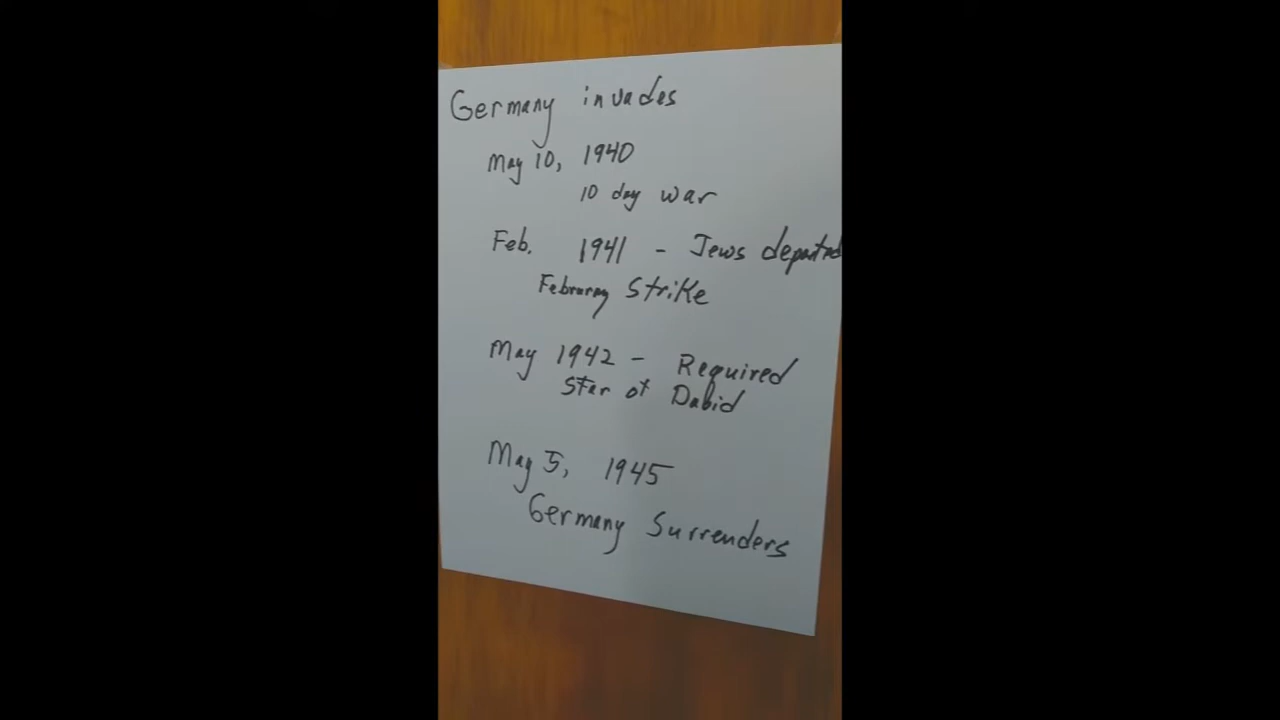 Germany invades
May 10, 1940
10 day war
Feb. 1941 - Jews deported
Februray Strike
May 1942 - Required
Star of Dabid
May 5, 1945
Germany Surrenders